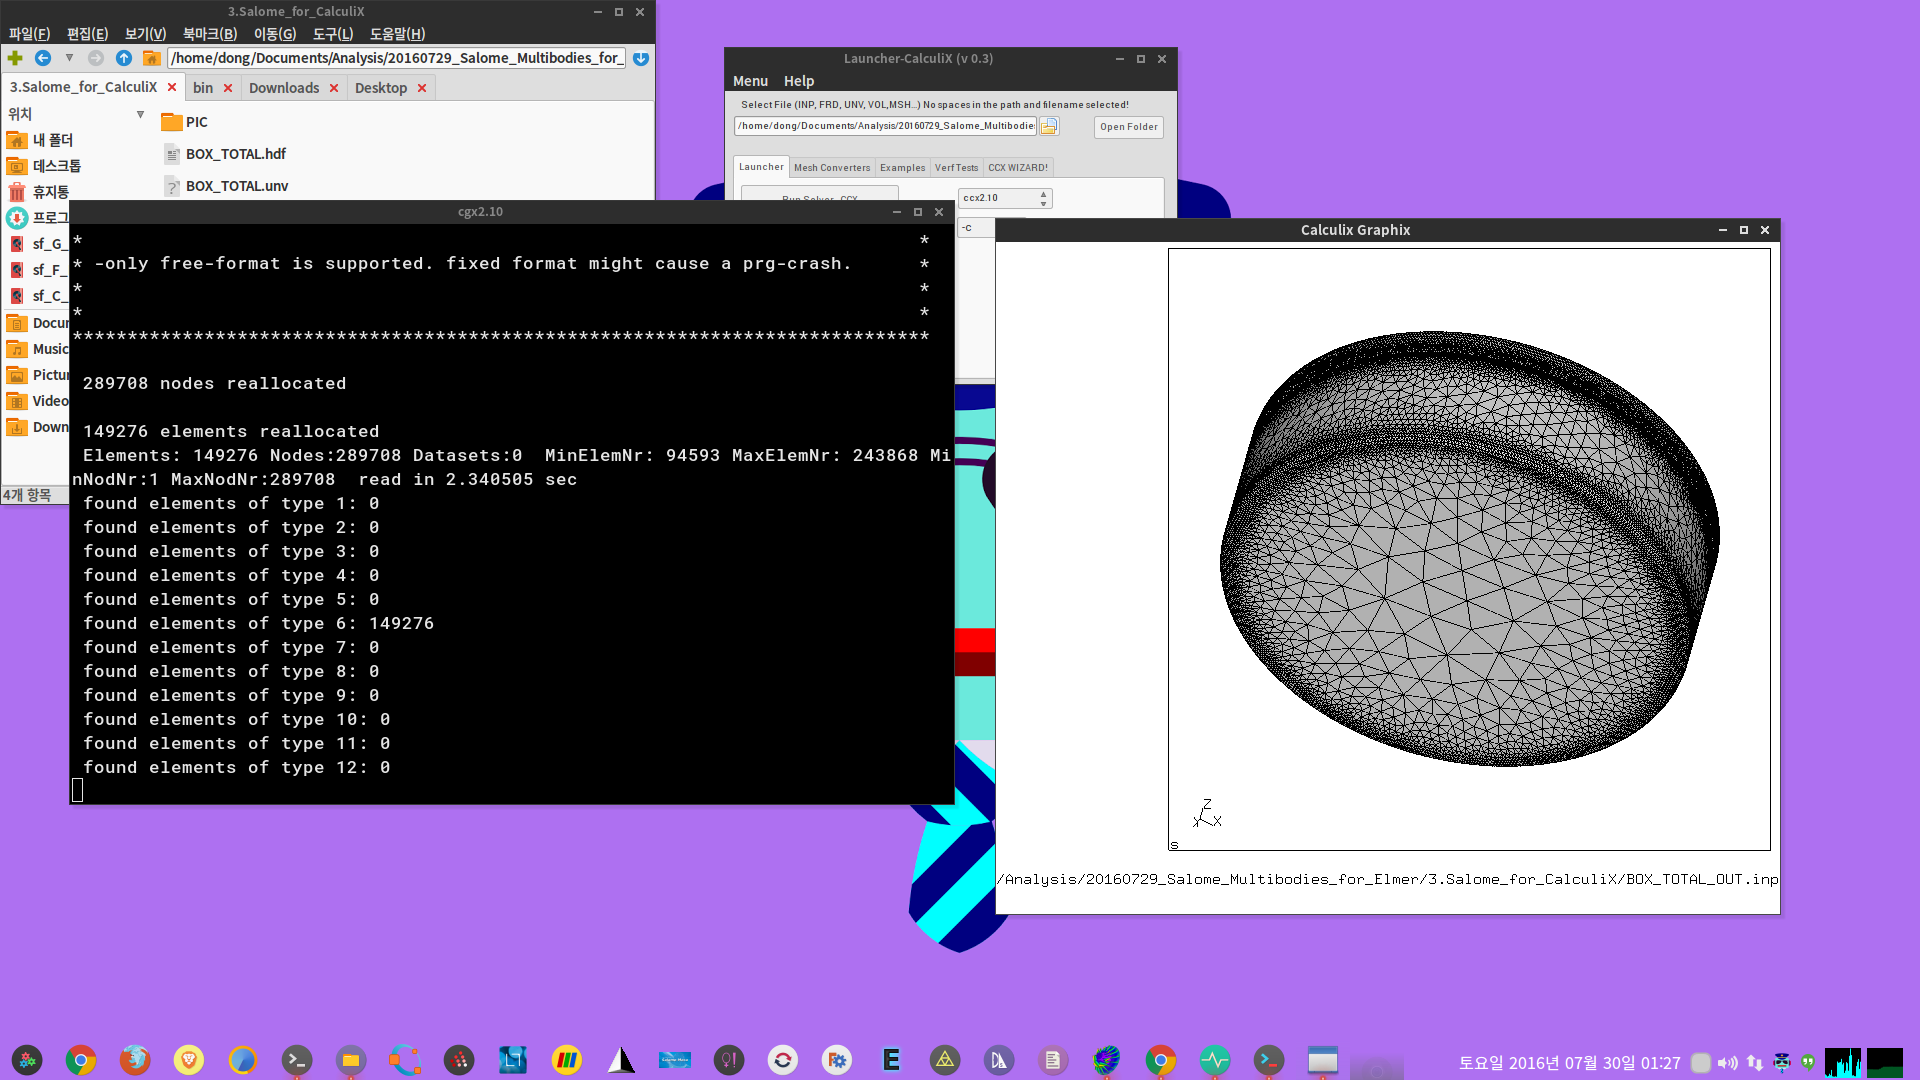 3.Salome_for_CalculiX
파일(F) 편집(E) 보기(V) 북마크(B) 이동(G) 도구(L) 도움말(H)
/home/dong/Documents/Analysis/20160729_Salome_Multibodies_for_
3.Salome_for_CalculiX bin Downloads Desktop
위치
내 폴더
데스크톱
휴지통
프로그
sf_G_
sf_F_
sf_C_
Docu
Music
Pictu
Video
Down
4개 항목
PIC
BOX_TOTAL.hdf
BOX_TOTAL.unv
Launcher-CalculiX (v 0.3)
Menu Help
Select File (INP, FRD, UNV, VOL,MSH...) No spaces in the path and filename selected!
/home/dong/Documents/Analysis/20160729_Salome_Multibodie
Open Folder
Launcher Mesh Converters Examples Verf Tests CCX WIZARD!
Run Solver CCX
ccx2.10
-c
cgx2.10
* *
* -only free-format is supported. fixed format might cause a prg-crash. *
* *
* *
******************************************************************************
289708 nodes reallocated
149276 elements reallocated
Elements: 149276 Nodes:289708 Datasets:0 MinElemNr: 94593 MaxElemNr: 243868 Mi
nNodNr:1 MaxNodNr:289708 read in 2.340505 sec
found elements of type 1: 0
found elements of type 2: 0
found elements of type 3: 0
found elements of type 4: 0
found elements of type 5: 0
found elements of type 6: 149276
found elements of type 7: 0
found elements of type 8: 0
found elements of type 9: 0
found elements of type 10: 0
found elements of type 11: 0
found elements of type 12: 0
Calculix Graphix
Z
Y X
s
/Analysis/20160729_Salome_Multibodies_for_Elmer/3.Salome_for_CalculiX/BOX_TOTAL_OUT.inp
E
토요일 2016년 07월 30일 01:27